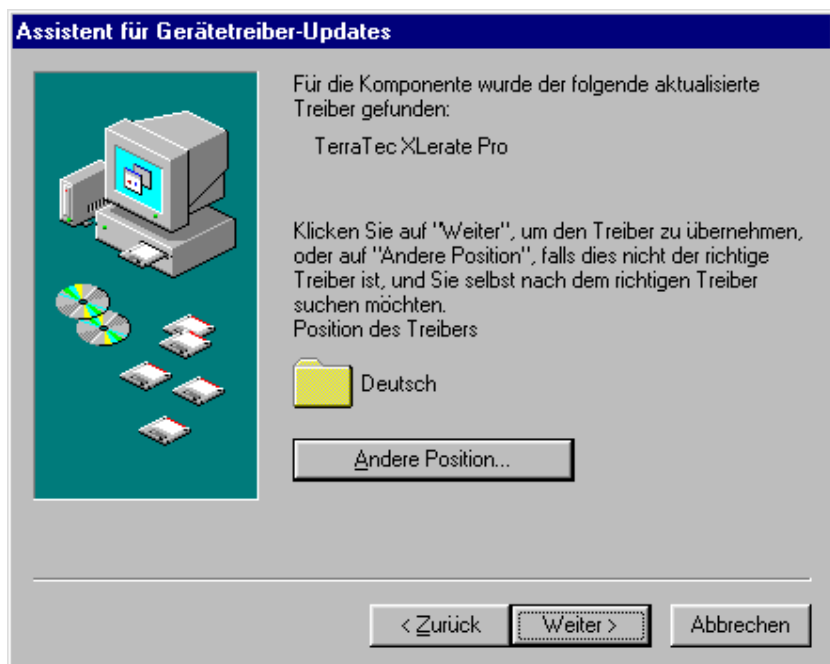 Assistent für Gerätetreiber-Updates
Für die Komponente wurde der folgende aktualisierte
Treiber gefunden:
TerraTec XLerate Pro
Klicken Sie auf "Weiter", um den Treiber zu übernehmen,
oder auf "Andere Position", falls dies nicht der richtige
Treiber ist, und Sie selbst nach dem richtigen Treiber
suchen möchten.
Position des Treibers
Deutsch
Andere Position...
< Zurück
Weiter >
Abbrechen